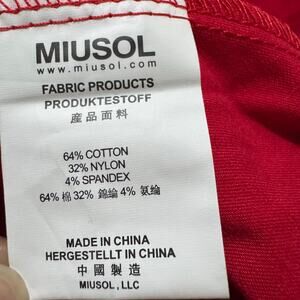 MIUSOL
www.miusol.com
FABRIC PRODUCTS
PRODUKTESTOFF
産品面料
64% COTTON
32% NYLON
4% SPANDEX
64% 棉 32% 錦綸 4% 氨綸
MADE IN CHINA
HERGESTELLT IN CHINA
中國製造
MIUSOL, LLC